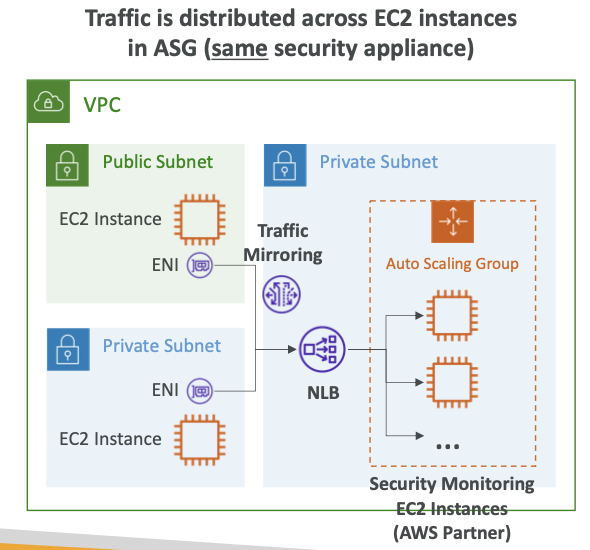 Traffic is distributed across EC2 instances
in ASG (same security appliance)
VPC
Public Subnet
EC2 Instance
ENI
Traffic
Mirroring
Private Subnet
ENI
EC2 Instance
Private Subnet
NLB
Auto Scaling Group
...
Security Monitoring
EC2 Instances
(AWS Partner)